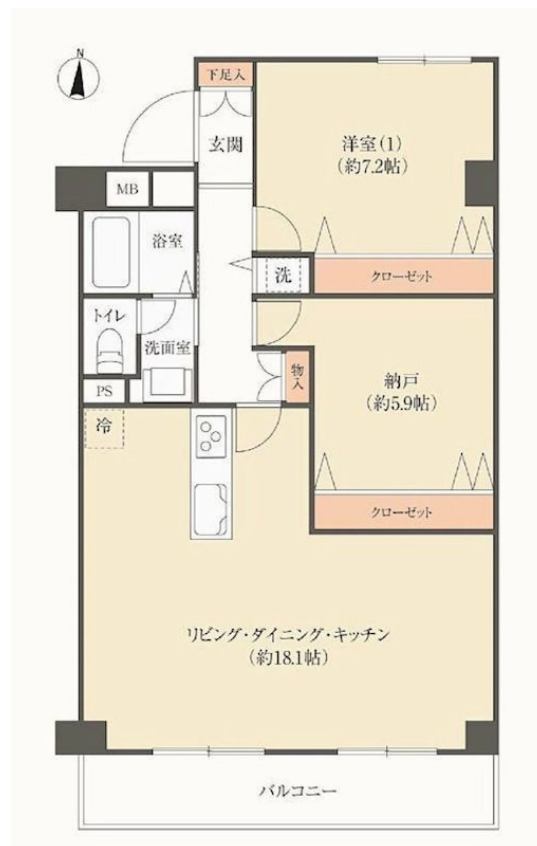 N
下足入
玄関
洋室(1)
(約7.2帖)
MB
浴室
洗
クローゼット
トイレ
洗面室
物入
納戸
(約5.9帖)
PS
冷
クローゼット
リビング・ダイニング・キッチン
(約18.1帖)
バルコニー